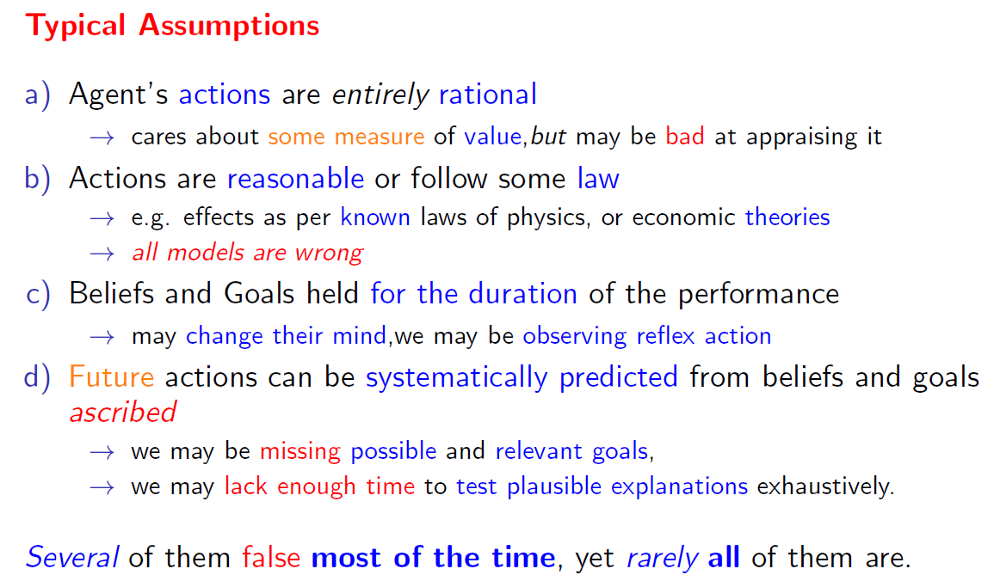 Typical Assumptions
a) Agent's actions are entirely rational
→ cares about some measure of value,but may be bad at appraising it
b) Actions are reasonable or follow some law
→ e.g. effects as per known laws of physics, or economic theories
→ all models are wrong
c) Beliefs and Goals held for the duration of the performance
→ may change their mind,we may be observing reflex action
d) Future actions can be systematically predicted from beliefs and goals
ascribed
→ we may be missing possible and relevant goals,
→ we may lack enough time to test plausible explanations exhaustively.
Several of them false most of the time, yet rarely all of them are.